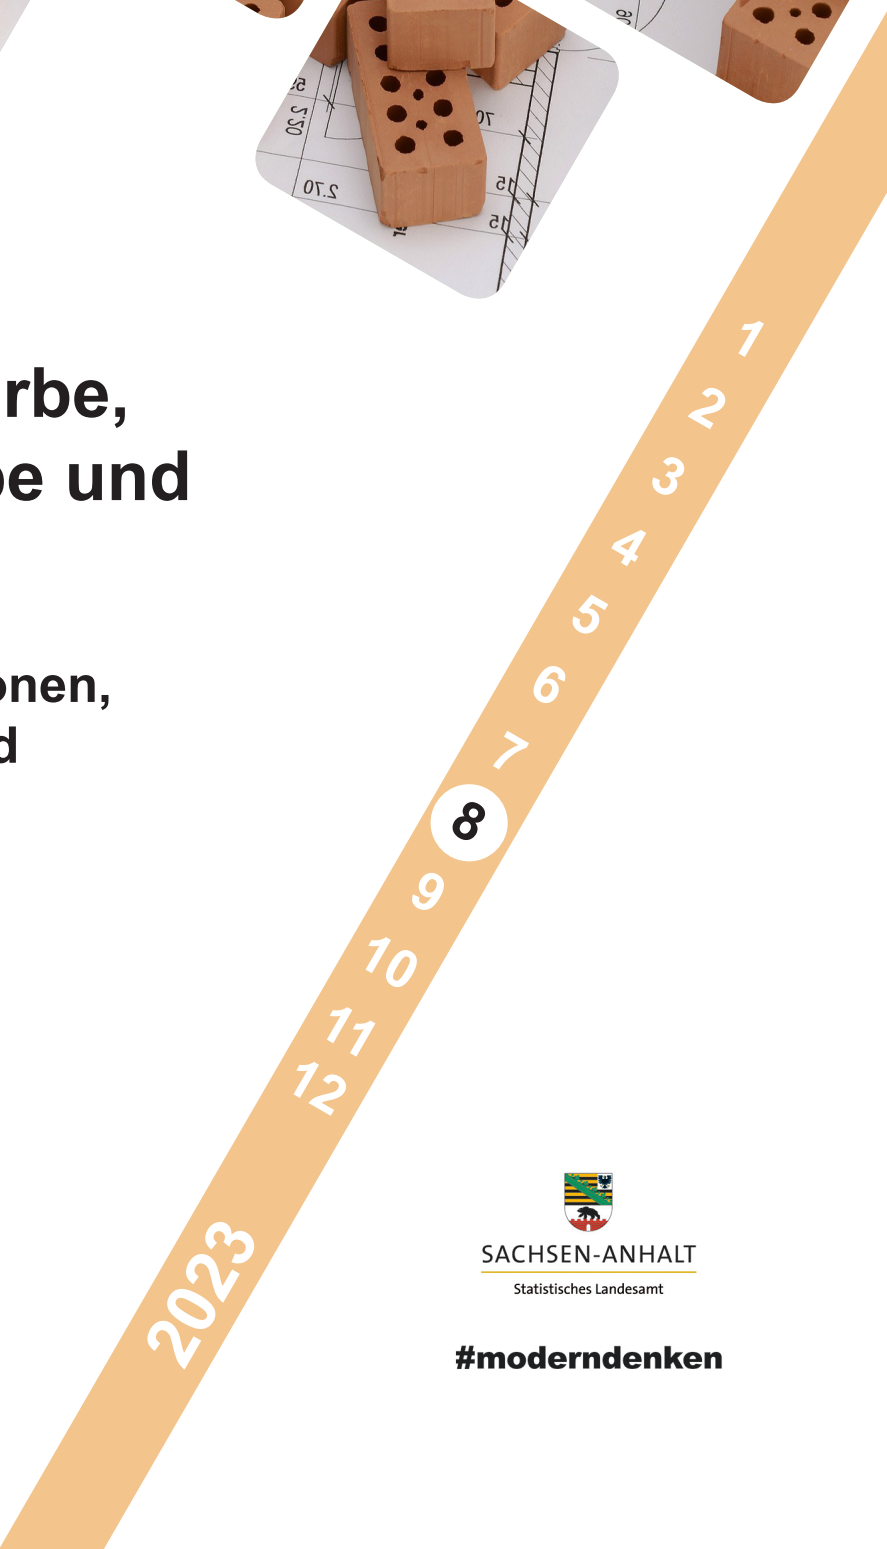 rbe,
be und
onen,
d
1
2
3
4
5
6
7
8
9
10
11
12
2023
SACHSEN-ANHALT
Statistisches Landesamt
#moderndenken